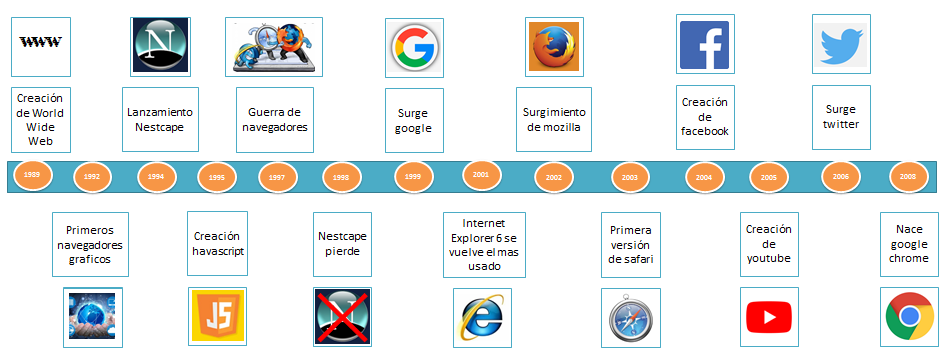 www
N
G
f
Creación
de World
Wide
Web
Lanzamiento
Nestcape
Guerra de
navegadores
Surge
google
Surgimiento
de mozilla
Creación
de
facebook
Surge
twitter
1989
1992
1994
1995
1997
1998
1999
2001
2002
2003
2004
2005
2006
2008
Primeros
navegadores
graficos
Creación
havascript
Nestcape
pierde
Internet
Explorer 6 se
vuelve el mas
usado
Primera
versión
de safari
Creación
de
youtube
Nace
google
chrome
JS
N
e